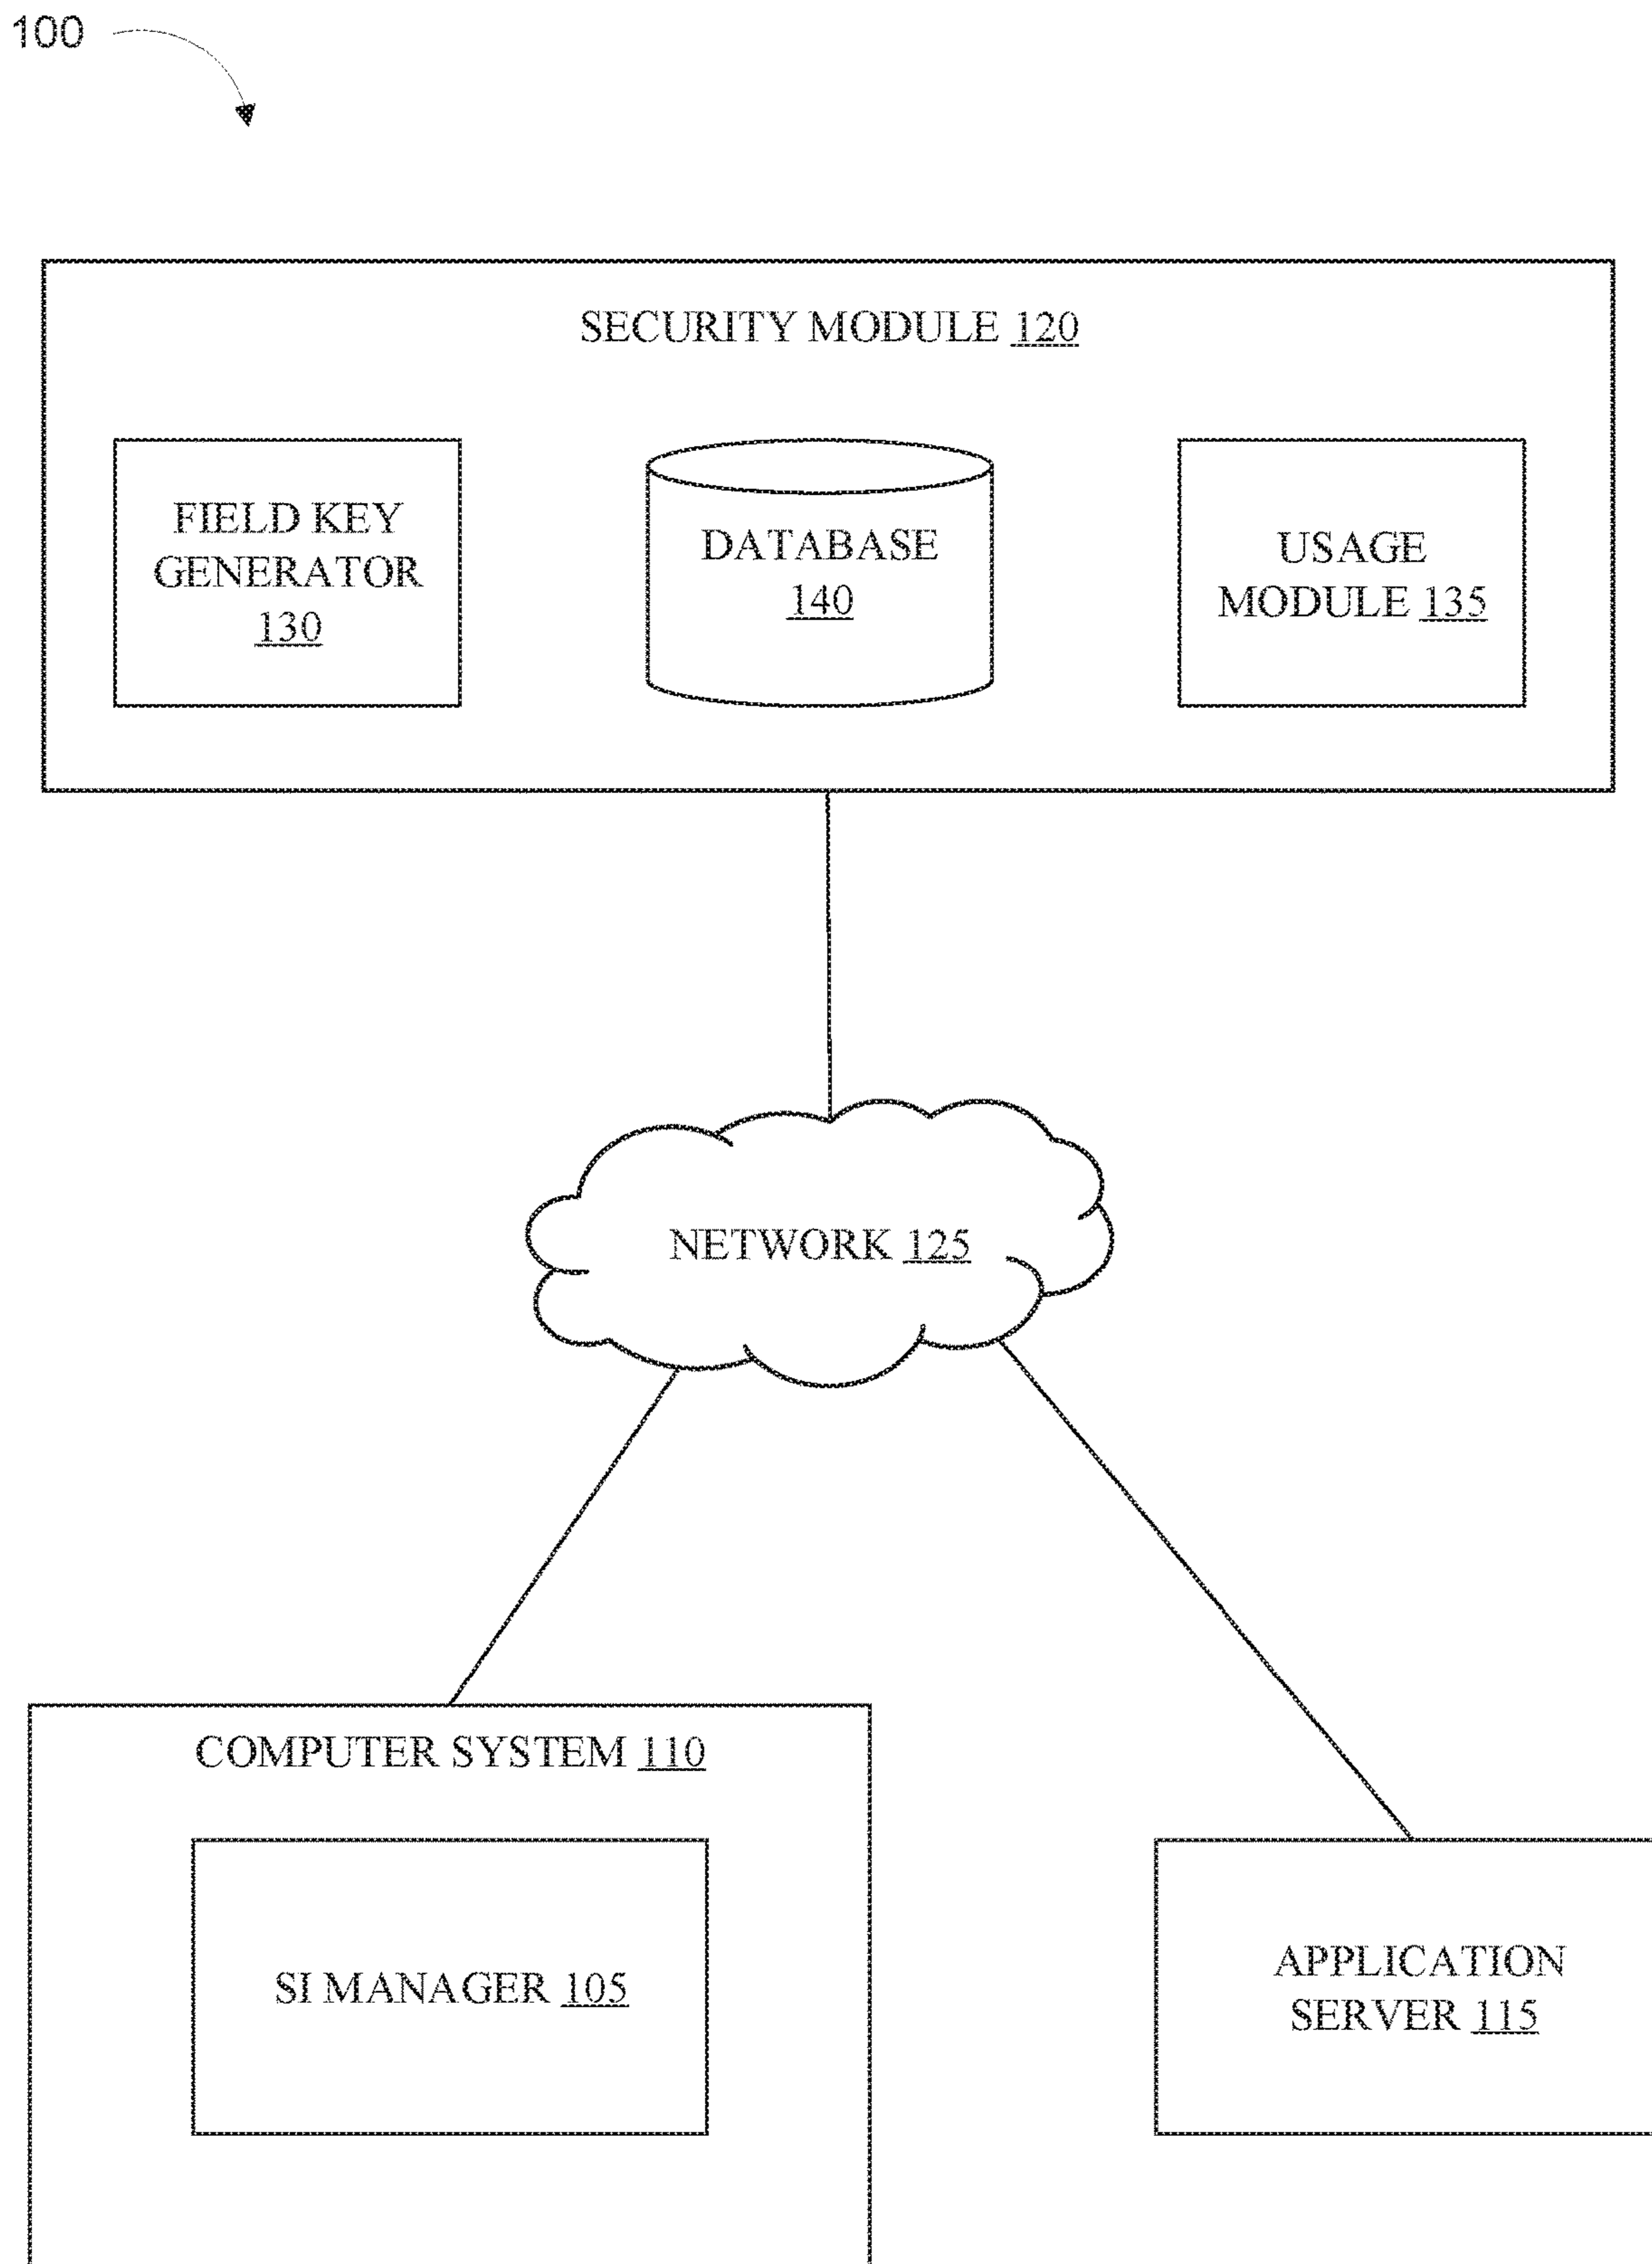 100
SECURITY MODULE 120
FIELD KEY
GENERATOR
130
DATABASE
140
USAGE
MODULE 135
NETWORK 125
COMPUTER SYSTEM 110
SI MANAGER 105
APPLICATION
SERVER 115